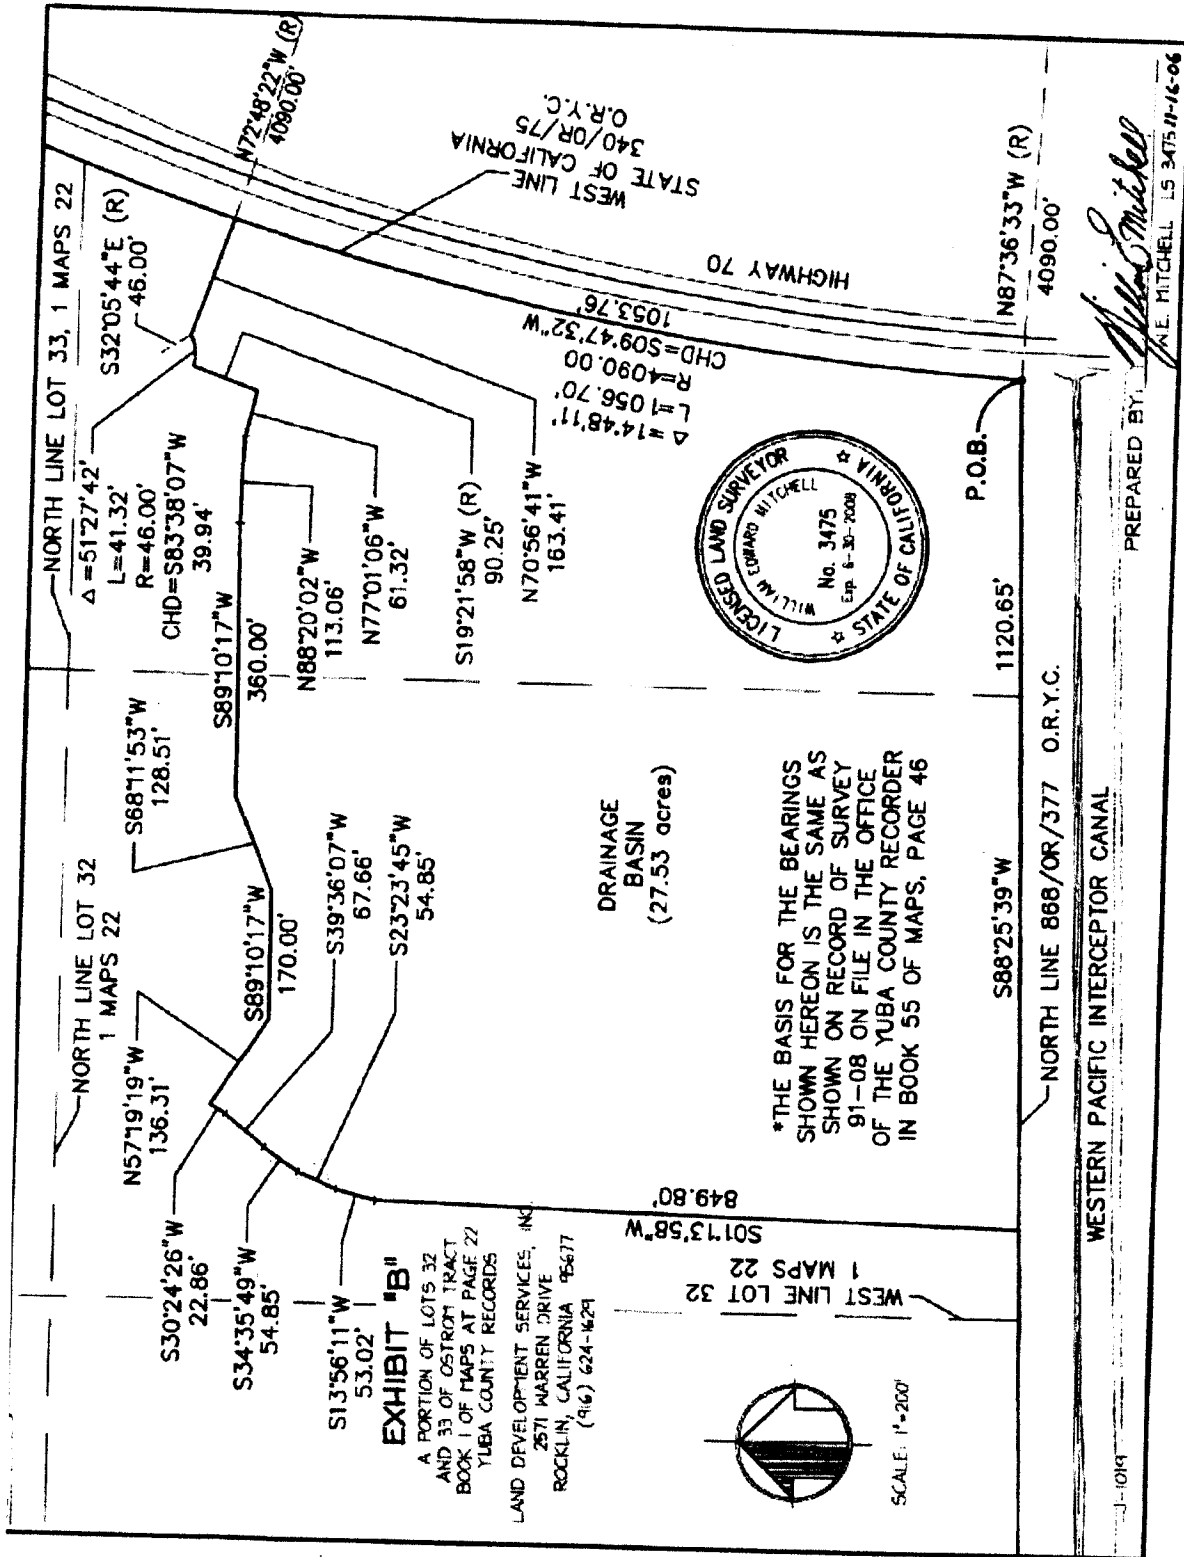 NORTH LINE LOT 32
1 MAPS 22
NORTH LINE LOT 33, 1 MAPS 22
N57°19'19"W
136.31'
S68°11'53"W
128.51'
Δ=51°27'42'
L=41.32'
R=46.00'
CHD=S83°38'07"W
39.94'
S32°05'44"E (R)
46.00'
N72°48'22"W (R)
4090.00'
S30°24'26"W
22.86'
S34°35'49"W
54.85'
S13°56'11"W
53.02'
S89°10'17"W
170.00'
S39°36'07"W
67.66'
S23°23'45"W
54.85'
S89°10'17"W
360.00'
N88°20'02"W
113.06'
N77°01'06"W
61.32'
S19°21'58"W (R)
90.25'
N70°56'41"W
163.41'
WEST LINE
STATE OF CALIFORNIA
340/OR/75
O.R.Y.C.
HIGHWAY 70
Δ=14°48'11'
L=1056.70'
R=4090.00
CHD=S09°47'32"W
1053.76'
EXHIBIT "B"
A PORTION OF LOTS 32
AND 33 OF OSTROM TRACT
BOOK 1 OF MAPS AT PAGE 22
YUBA COUNTY RECORDS
LAND DEVELOPMENT SERVICES, INC
2571 WARREN DRIVE
ROCKLIN, CALIFORNIA 95677
(916) 624-1629
DRAINAGE
BASIN
(27.53 acres)
LICENSED LAND SURVEYOR
WILLIAM EDWARD MITCHELL
No. 3475
Exp. 6-30-2008
STATE OF CALIFORNIA
S01°13'58"W
849.80'
WEST LINE LOT 32
1 MAPS 22
*THE BASIS FOR THE BEARINGS
SHOWN HEREON IS THE SAME AS
SHOWN ON RECORD OF SURVEY
91-08 ON FILE IN THE OFFICE
OF THE YUBA COUNTY RECORDER
IN BOOK 55 OF MAPS, PAGE 46
SCALE: 1"=200'
S88°25'39"W
1120.65'
P.O.B.
N87°36'33"W (R)
4090.00'
NORTH LINE 868/OR/377 O.R.Y.C.
WESTERN PACIFIC INTERCEPTOR CANAL
PREPARED BY:
W.E. MITCHELL LS 3475 11-16-06
J-1019